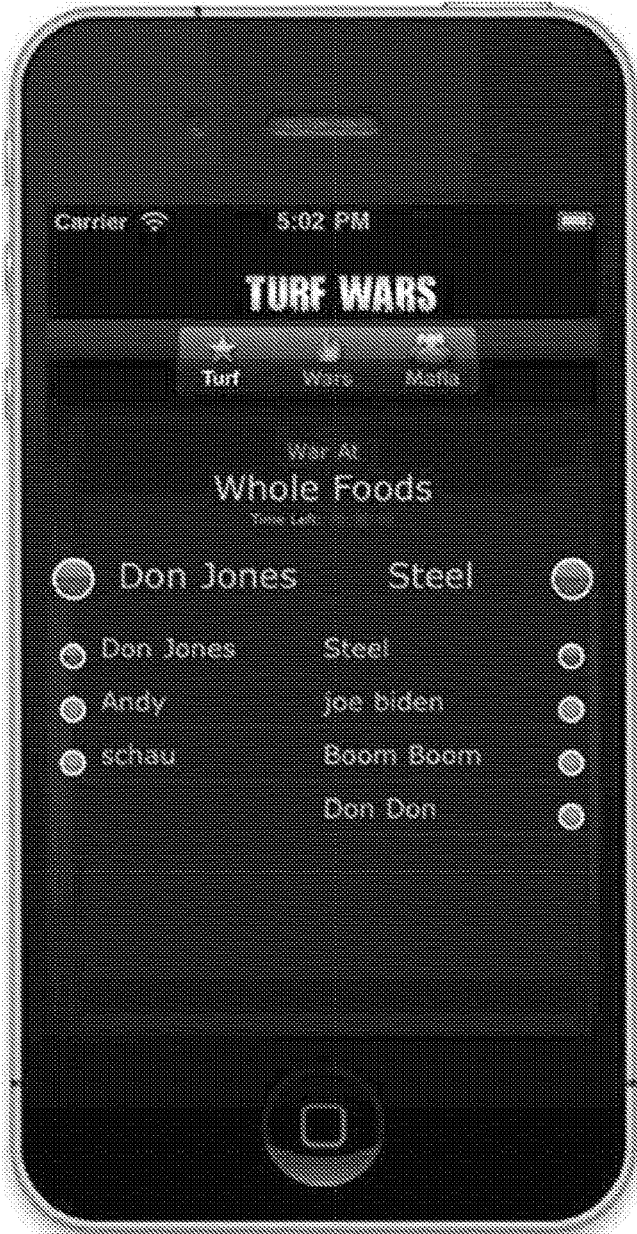 Carrier 5:02 PM
TURF WARS
Turf Wars Mafia
War At
Whole Foods
Time Left
Don Jones Steel
Don Jones Steel
Andy joe biden
schau Boom Boom
Don Don